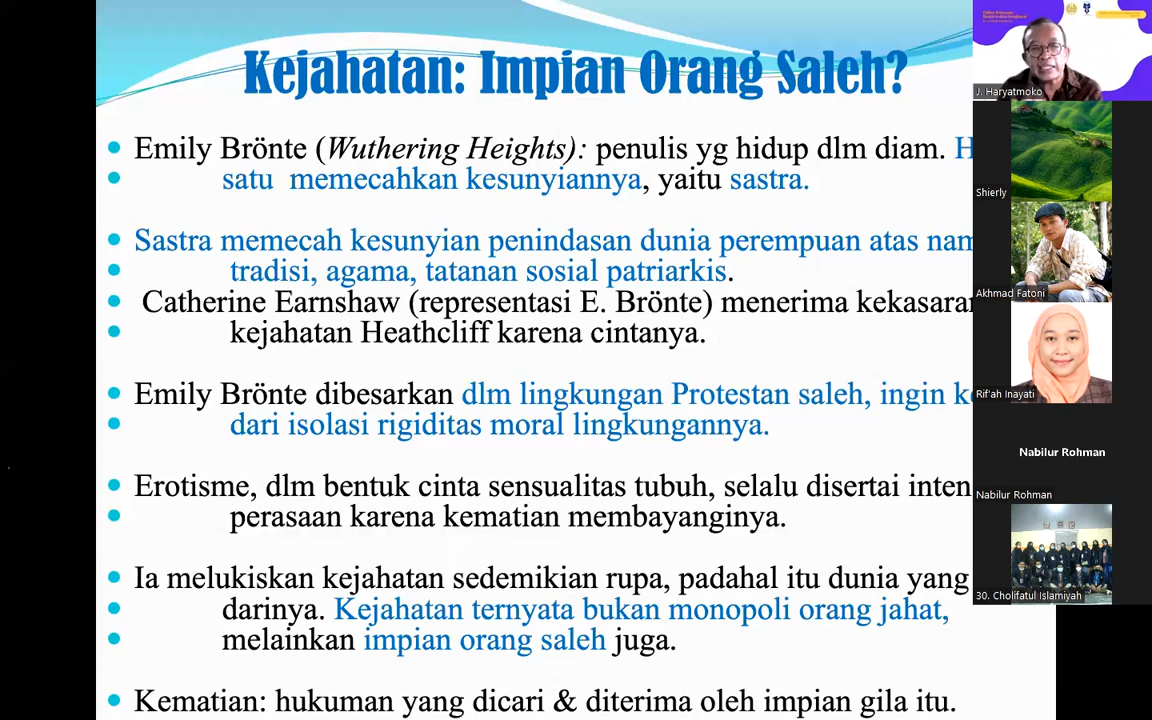 Kejahatan: Impian Orang Saleh?
Emily Brönte (Wuthering Heights): penulis yg hidup dlm diam.
satu memecahkan kesunyiannya, yaitu sastra.
Sastra memecah kesunyian penindasan dunia perempuan atas
tradisi, agama, tatanan sosial patriarkis.
Catherine Earnshaw (representasi E. Brönte) menerima
kejahatan Heathcliff karena cintanya.
Emily Brönte dibesarkan dlm lingkungan Protestan saleh, ingin
dari isolasi rigiditas moral lingkungannya.
Erotisme, dlm bentuk cinta sensualitas tubuh, selalu disertai
perasaan karena kematian membayanginya.
Ia melukiskan kejahatan sedemikian rupa, padahal itu dunia yang
darinya. Kejahatan ternyata bukan monopoli orang jahat,
melainkan impian orang saleh juga.
Kematian: hukuman yang dicari & diterima oleh impian gila itu.
J. Haryatmoko
Shierly
Akhmad Fatoni
Rif'ah Inayati
Nabilur Rohman
Nabilur Rohman
30. Cholifatul Islamiyah